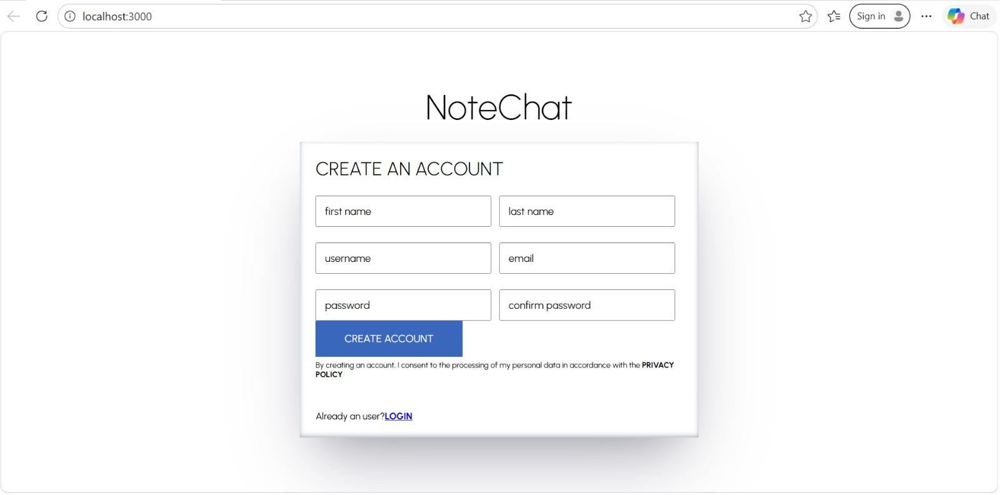 localhost:3000
Sign in
Chat
NoteChat
CREATE AN ACCOUNT
first name last name
username email
password confirm password
CREATE ACCOUNT
By creating an account, I consent to the processing of my personal data in accordance with the PRIVACY
POLICY
Already an user?LOGIN